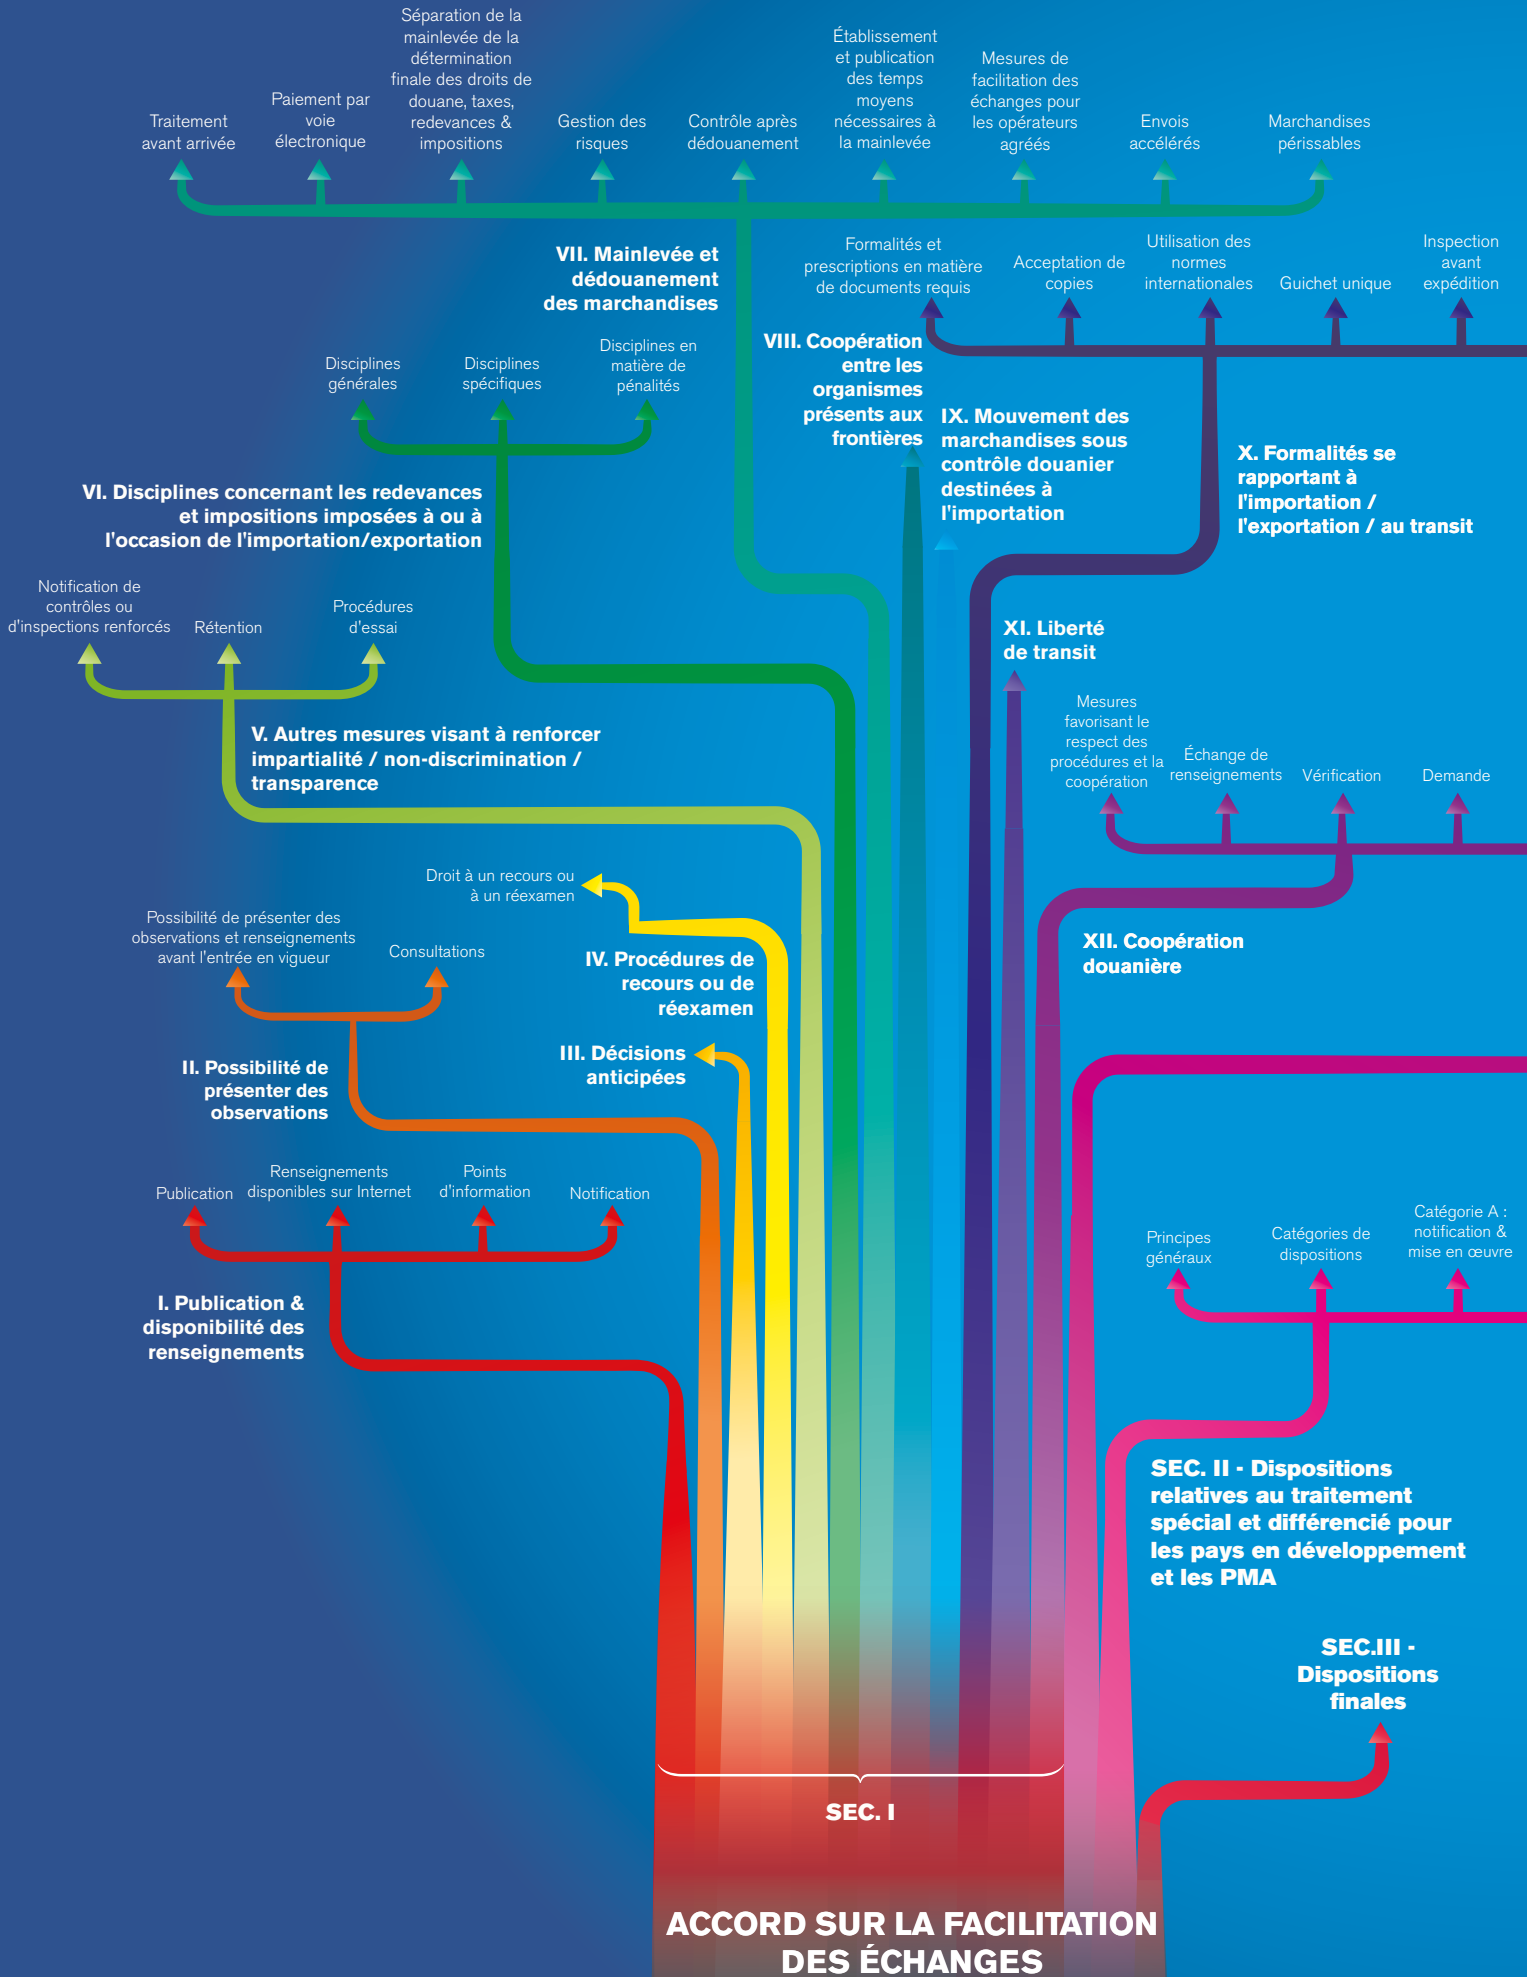 Traitement
avant arrivée
Paiement par
voie
électronique
Séparation de la
mainlevée de la
détermination
finale des droits de
douane, taxes,
redevances &
impositions
Gestion des
risques
Contrôle après
dédouanement
Établissement
et publication
des temps
moyens
nécessaires à
la mainlevée
Mesures de
facilitation des
échanges pour
les opérateurs
agréés
Envois
accélérés
Marchandises
périssables
VII. Mainlevée et
dédouanement
des marchandises
Formalités et
prescriptions en matière
de documents requis
Acceptation de
copies
Utilisation des
normes
internationales
Guichet unique
Inspection
avant
expédition
Disciplines
générales
Disciplines
spécifiques
Disciplines en
matière de
pénalités
VIII. Coopération
entre les
organismes
présents aux
frontières
IX. Mouvement des
marchandises sous
contrôle douanier
destinées à
l'importation
X. Formalités se
rapportant à
l'importation /
l'exportation / au transit
VI. Disciplines concernant les redevances
et impositions imposées à ou à
l'occasion de l'importation/exportation
Notification de
contrôles ou
d'inspections renforcés
Rétention
Procédures
d'essai
XI. Liberté
de transit
V. Autres mesures visant à renforcer
impartialité / non-discrimination /
transparence
Mesures
favorisant le
respect des
procédures et la
coopération
Échange de
renseignements
Vérification
Demande
Droit à un recours ou
à un réexamen
Possibilité de présenter des
observations et renseignements
avant l'entrée en vigueur
Consultations
IV. Procédures de
recours ou de
réexamen
XII. Coopération
douanière
III. Décisions
anticipées
II. Possibilité de
présenter des
observations
Publication
Renseignements
disponibles sur Internet
Points
d'information
Notification
Principes
généraux
Catégories de
dispositions
Catégorie A :
notification &
mise en œuvre
I. Publication &
disponibilité des
renseignements
SEC. II - Dispositions
relatives au traitement
spécial et différencié pour
les pays en développement
et les PMA
SEC.III -
Dispositions
finales
SEC. I
ACCORD SUR LA FACILITATION
DES ÉCHANGES